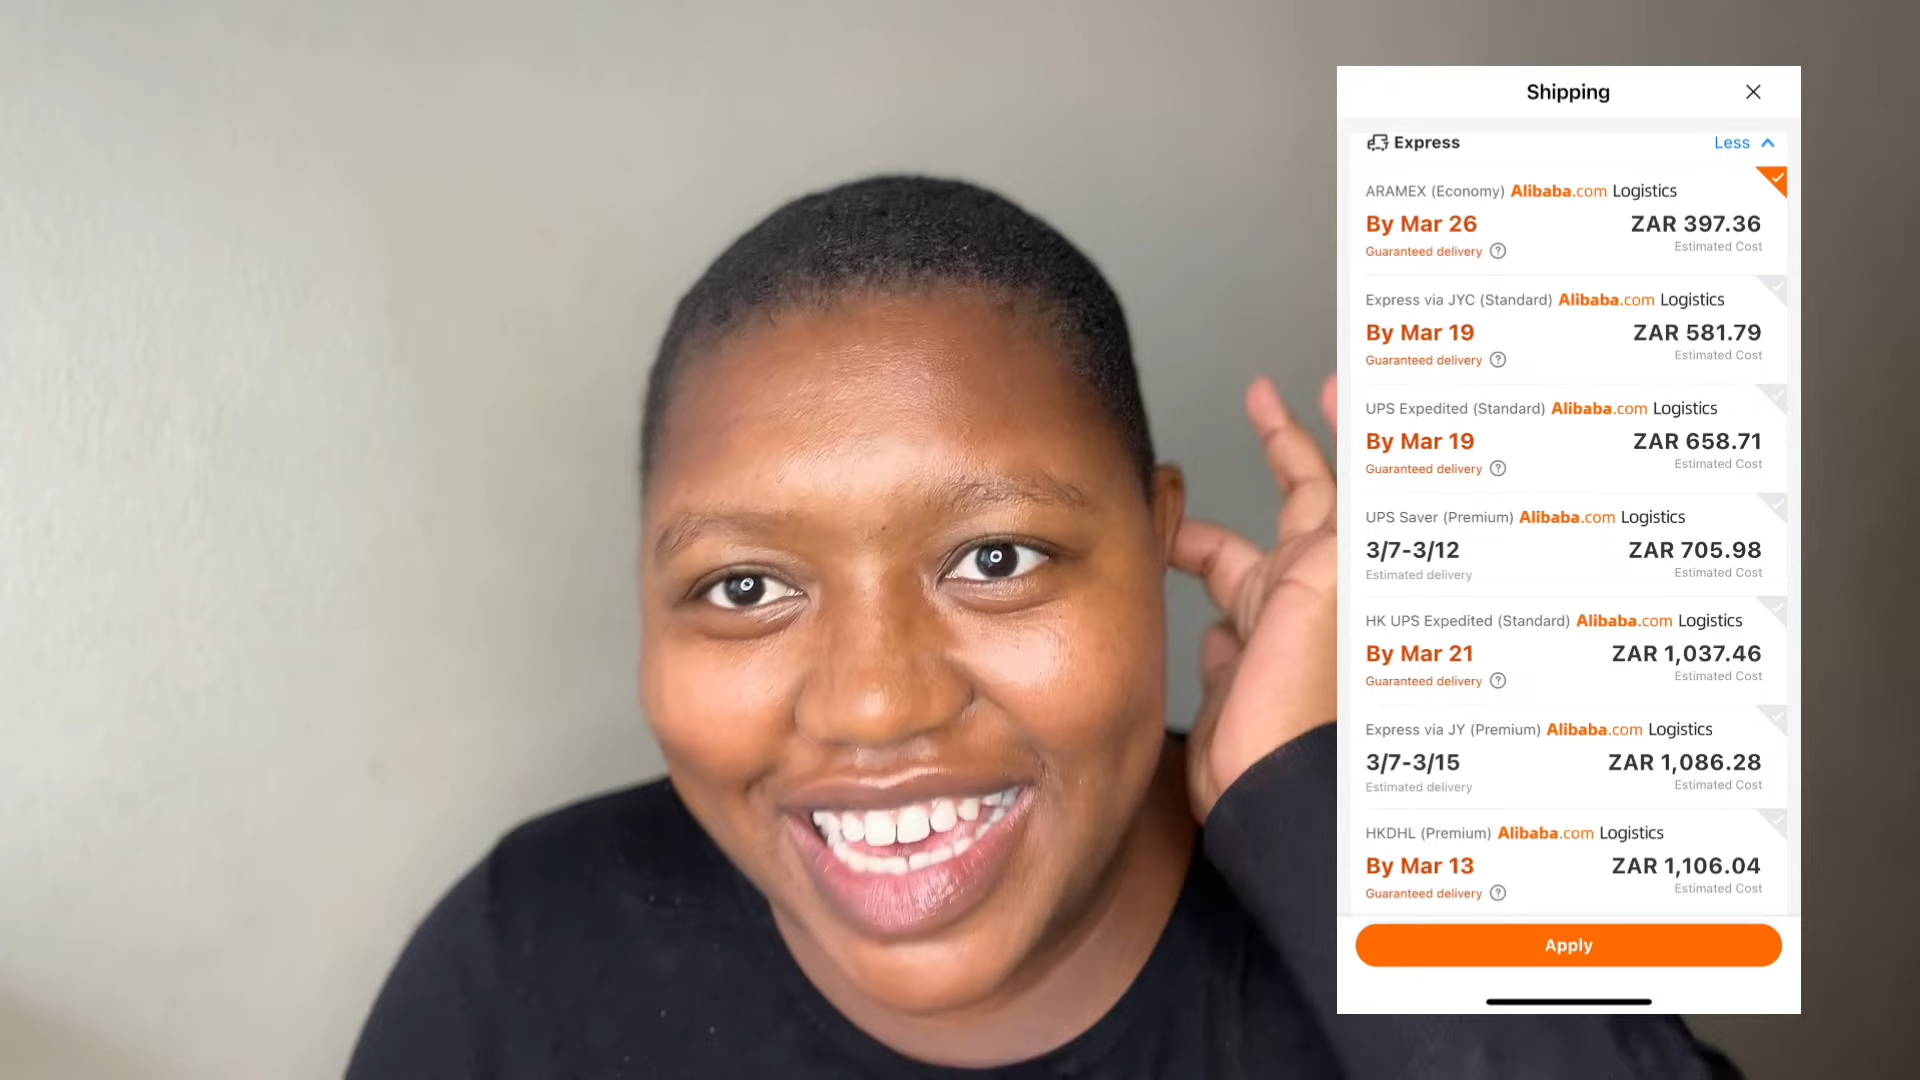 Shipping
Express Less
ARAMEX (Economy) Alibaba.com Logistics
By Mar 26 ZAR 397.36
Guaranteed delivery Estimated Cost
Express via JYC (Standard) Alibaba.com Logistics
By Mar 19 ZAR 581.79
Guaranteed delivery Estimated Cost
UPS Expedited (Standard) Alibaba.com Logistics
By Mar 19 ZAR 658.71
Guaranteed delivery Estimated Cost
UPS Saver (Premium) Alibaba.com Logistics
3/7-3/12 ZAR 705.98
Estimated delivery Estimated Cost
HK UPS Expedited (Standard) Alibaba.com Logistics
By Mar 21 ZAR 1,037.46
Guaranteed delivery Estimated Cost
Express via JY (Premium) Alibaba.com Logistics
3/7-3/15 ZAR 1,086.28
Estimated delivery Estimated Cost
HKDHL (Premium) Alibaba.com Logistics
By Mar 13 ZAR 1,106.04
Guaranteed delivery Estimated Cost
Apply